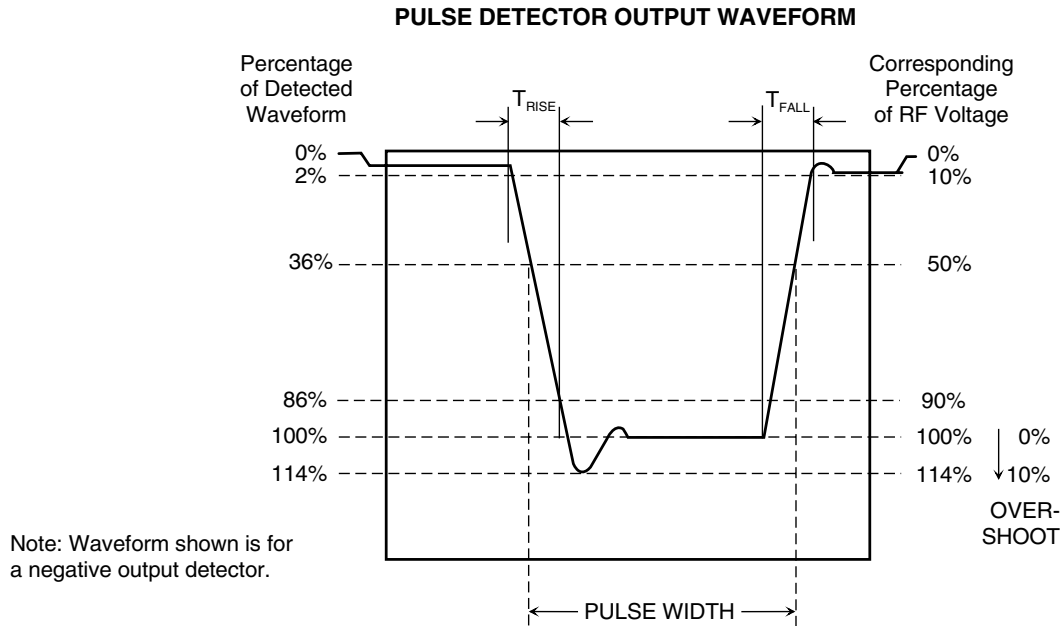 PULSE DETECTOR OUTPUT WAVEFORM
Percentage
of Detected
Waveform
T RISE
T FALL
Corresponding
Percentage
of RF Voltage
0%
0%
2%
10%
36%
50%
86%
90%
100%
100%
0%
114%
114%
10%
OVER-
SHOOT
Note: Waveform shown is for
a negative output detector.
PULSE WIDTH